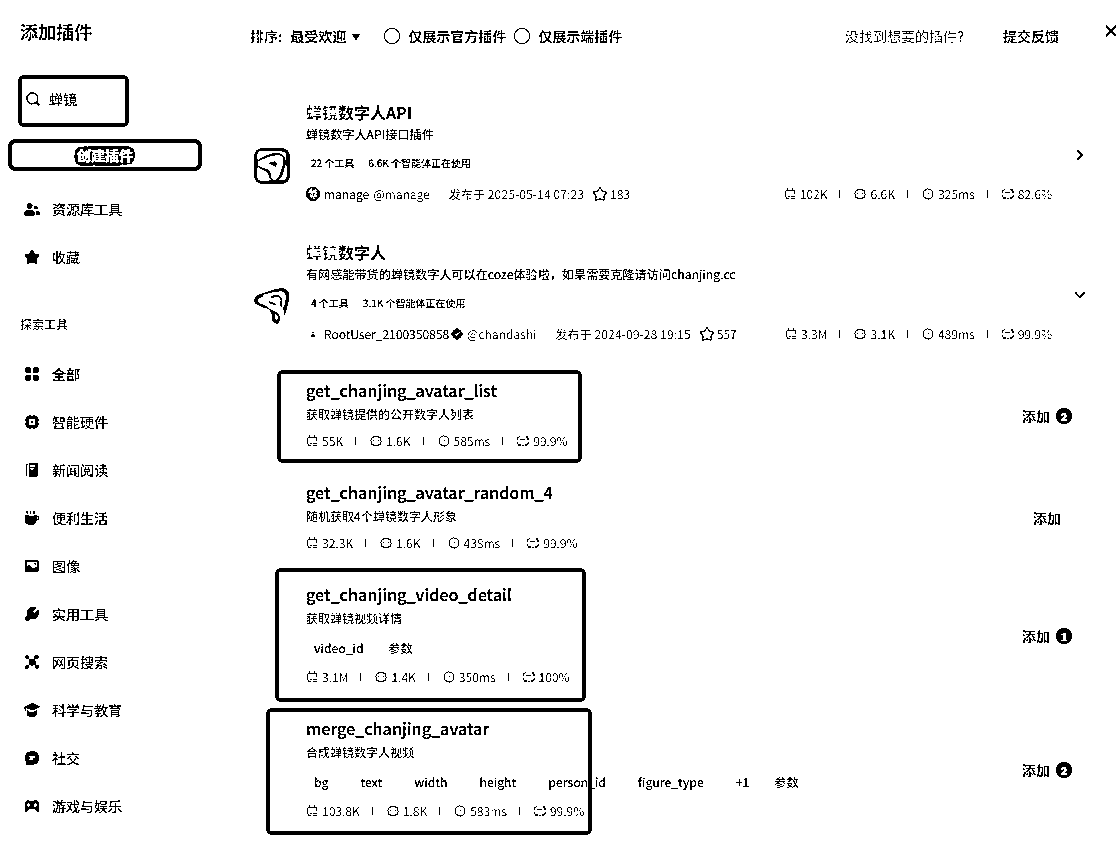 添加插件
排序: 最受欢迎 仅展示官方插件 仅展示端插件 没找到想要的插件? 提交反馈
蝉镜
创建插件
资源库工具
收藏
探索工具
全部
智能硬件
新闻阅读
便利生活
图像
实用工具
网页搜索
科学与教育
社交
游戏与娱乐
蝉镜数字人API
蝉镜数字人API接口插件
22 个工具 6.6K 个智能体正在使用
manage @manage 发布于 2025-05-14 07:23 183 102K 6.6K 325ms 82.6%
蝉镜数字人
有网感能带货的蝉镜数字人可以在coze体验啦，如果需要克隆请访问chanjing.cc
4 个工具 3.1K 个智能体正在使用
RootUser_2100350858 @chandashi 发布于 2024-09-28 19:15 557 3.3M 3.1K 489ms 99.9%
get_chanjing_avatar_list
获取蝉镜提供的公开数字人列表
55K 1.6K 585ms 99.9%
添加 2
get_chanjing_avatar_random_4
随机获取4个蝉镜数字人形象
32.3K 1.6K 438ms 99.9%
添加
get_chanjing_video_detail
获取蝉镜视频详情
video_id 参数
3.1M 1.4K 350ms 100%
添加 1
merge_chanjing_avatar
合成蝉镜数字人视频
bg text width height person_id figure_type +1 参数
103.8K 1.8K 583ms 99.9%
添加 2